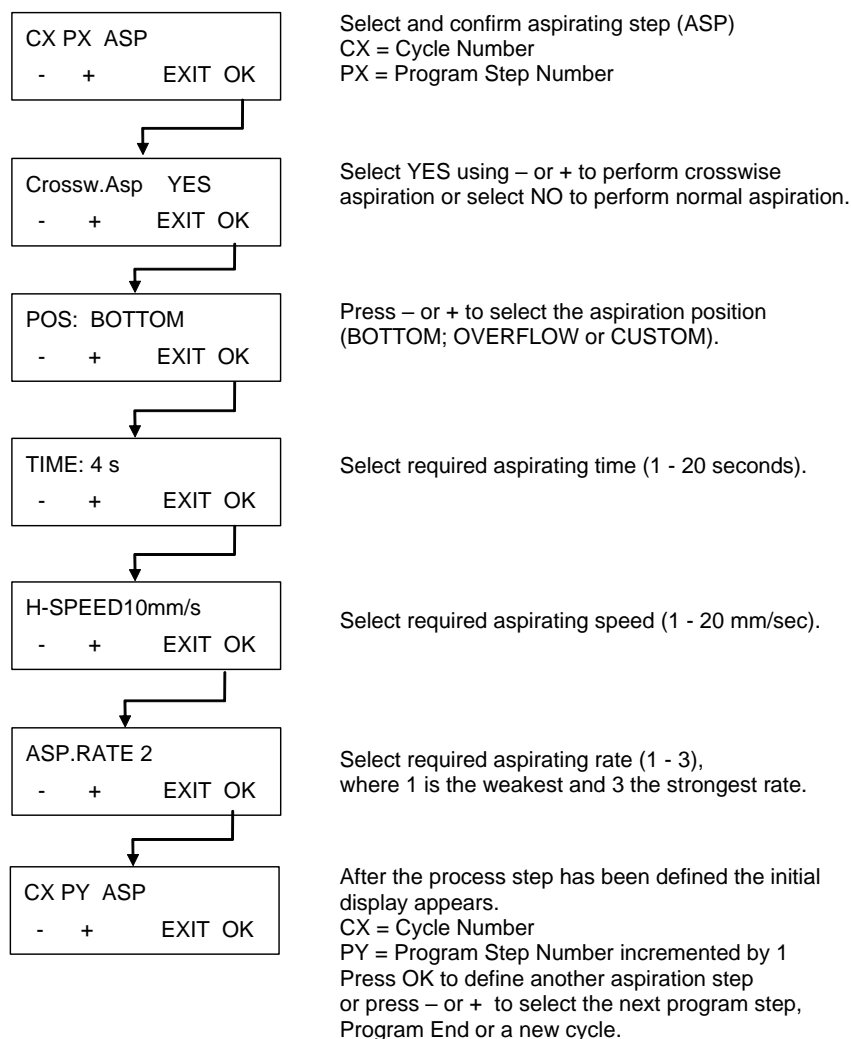 CX PX ASP
- + EXIT OK
Select and confirm aspirating step (ASP)
CX = Cycle Number
PX = Program Step Number
Crossw.Asp YES
- + EXIT OK
Select YES using – or + to perform crosswise
aspiration or select NO to perform normal aspiration.
POS: BOTTOM
- + EXIT OK
Press – or + to select the aspiration position
(BOTTOM; OVERFLOW or CUSTOM).
TIME: 4 s
- + EXIT OK
Select required aspirating time (1 - 20 seconds).
H-SPEED10mm/s
- + EXIT OK
Select required aspirating speed (1 - 20 mm/sec).
ASP.RATE 2
- + EXIT OK
Select required aspirating rate (1 - 3),
where 1 is the weakest and 3 the strongest rate.
CX PY ASP
- + EXIT OK
After the process step has been defined the initial
display appears.
CX = Cycle Number
PY = Program Step Number incremented by 1
Press OK to define another aspiration step
or press – or + to select the next program step,
Program End or a new cycle.